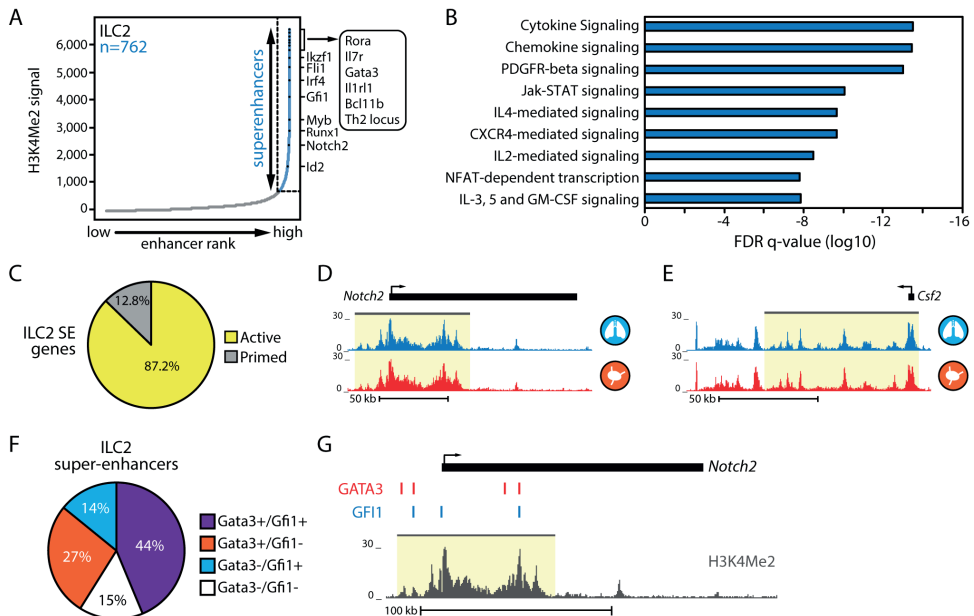 A
ILC2
n=762
6,000
5,000
4,000
3,000
2,000
1,000
0
H3K4Me2 signal
superenhancers
Ikzf1
Fli1
Irf4
Gfi1
Myb
Runx1
Notch2
Id2
Rora
Il7r
Gata3
Il1rl1
Bcl11b
Th2 locus
low
enhancer rank
high
B
Cytokine Signaling
Chemokine signaling
PDGFR-beta signaling
Jak-STAT signaling
IL4-mediated signaling
CXCR4-mediated signaling
IL2-mediated signaling
NFAT-dependent transcription
IL-3, 5 and GM-CSF signaling
0 -4 -8 -12 -16
FDR q-value (log10)
C
ILC2 SE
genes
12.8%
87.2%
Active
Primed
D
Notch2
30
0
30
0
50 kb
E
Csf2
30
0
30
0
50 kb
F
ILC2
super-enhancers
14%
44%
27%
15%
Gata3+/Gfi1+
Gata3+/Gfi1-
Gata3-/Gfi1+
Gata3-/Gfi1-
G
Notch2
GATA3
GFI1
30
0
H3K4Me2
100 kb